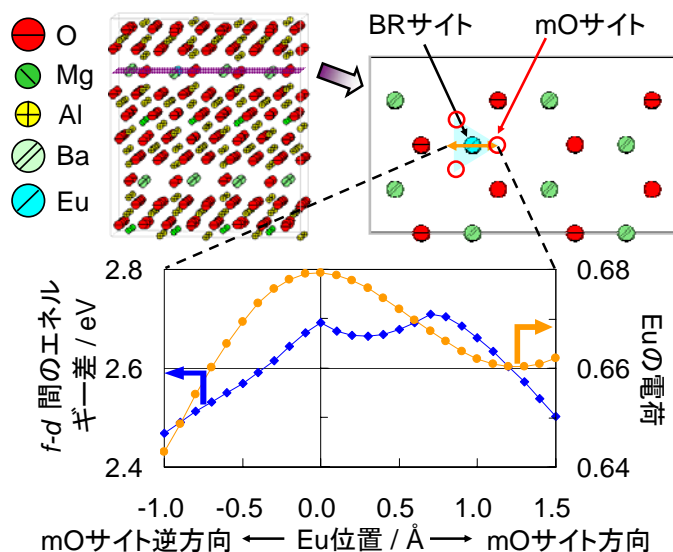 O
Mg
Al
Ba
Eu
BRサイト
mOサイト
f-d 間のエネル
ギー差 / eV
2.8
2.6
2.4
0.68
0.66
0.64
Euの電荷
-1.0 -0.5 0.0 0.5 1.0 1.5
mOサイト逆方向 Eu位置 / Å mOサイト方向